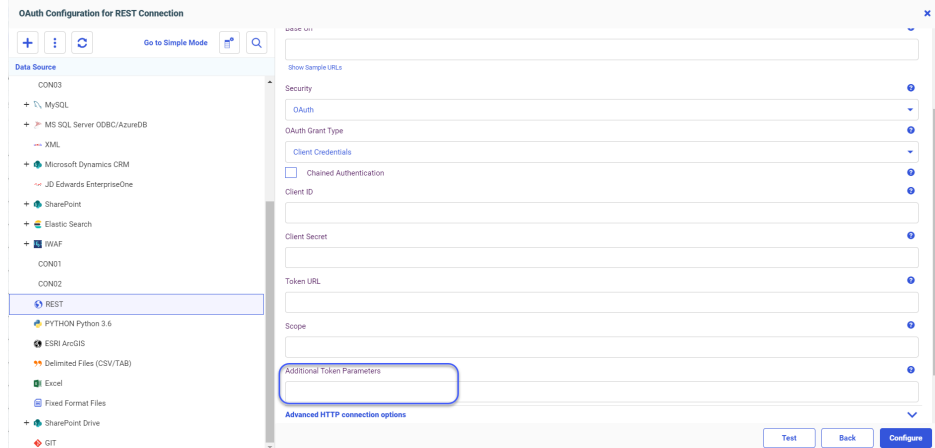 OAuth Configuration for REST Connection
Go to Simple Mode
Data Source
CON03
MySQL
MS SQL Server ODBC/AzureDB
XML
Microsoft Dynamics CRM
JD Edwards EnterpriseOne
SharePoint
Elastic Search
IWAF
CON01
CON02
REST
PYTHON Python 3.6
ESRI ArcGIS
Delimited Files (CSV/TAB)
Excel
Fixed Format Files
SharePoint Drive
GIT
Base Url
Show Sample URLs
Security
OAuth
OAuth Grant Type
Client Credentials
Chained Authentication
Client ID
Client Secret
Token URL
Scope
Additional Token Parameters
Advanced HTTP connection options
Test
Back
Configure